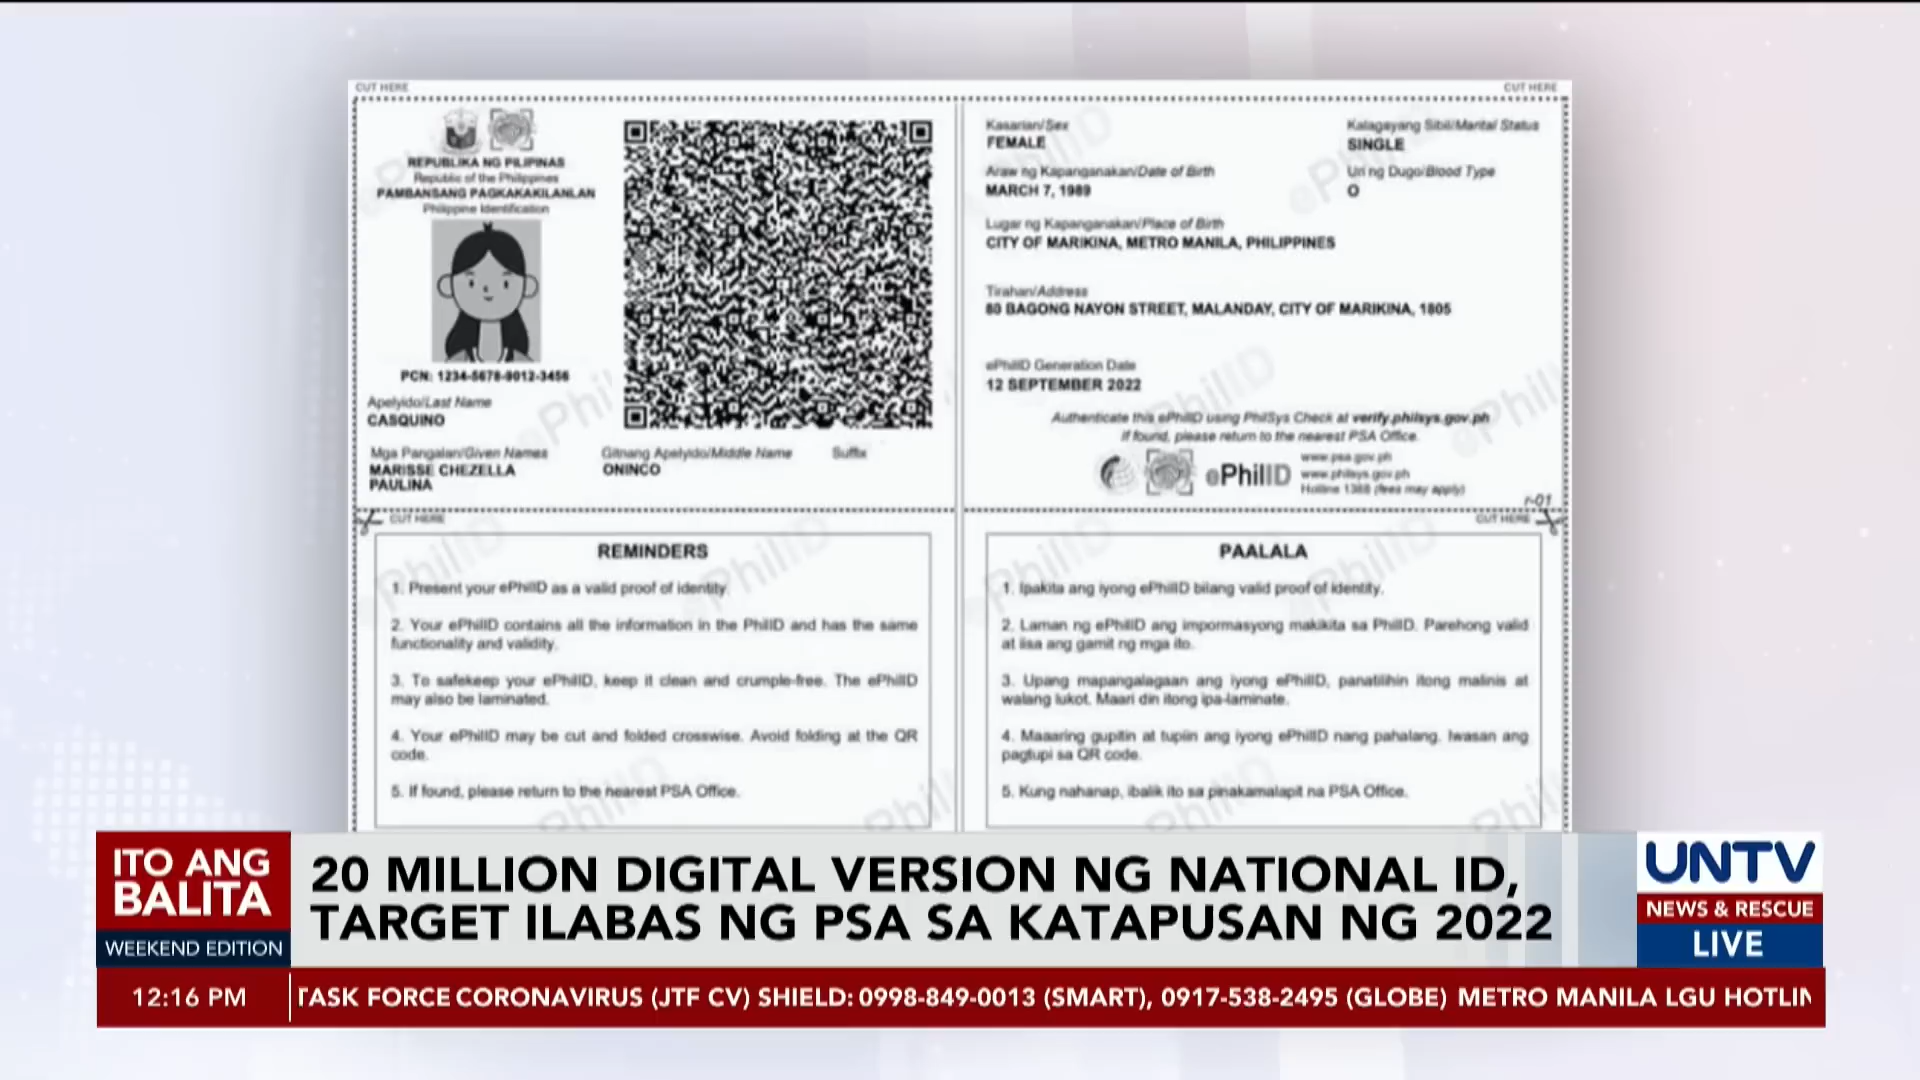 CUT HERE
CUT HERE
REPUBLIKA NG PILIPINAS
Republic of the Philippines
PAMBANSANG PAGKAKAKILANLAN
Philippine Identification
PCN: 1234-5678-9012-3456
Apelyido/Last Name
CASQUINO
Mga Pangalan/Given Names
MARISSE CHEZELLA
PAULINA
Gitnang Apelyido/Middle Name
ONINCO
Suffix
Kasarian/Sex
FEMALE
Katagayang Sibil/Marital Status
SINGLE
Araw ng Kapanganakan/Date of Birth
MARCH 7, 1989
Uri ng Dugo/Blood Type
O
Lugar ng Kapanganakan/Place of Birth
CITY OF MARIKINA, METRO MANILA, PHILIPPINES
Tirahan/Address
80 BAGONG NAYON STREET, MALANDAY, CITY OF MARIKINA, 1805
ePhilID Generation Date
12 SEPTEMBER 2022
Authenticate this ePhilID using PhilSys Check at verify.philsys.gov.ph
If found, please return to the nearest PSA Office.
ePhilID
www.psa.gov.ph
www.philsys.gov.ph
Hotline 1388 (fees may apply)
r-01
CUT HERE
CUT HERE
REMINDERS
1. Present your ePhilID as a valid proof of identity.
2. Your ePhilID contains all the information in the PhilID and has the same
functionality and validity.
3. To safekeep your ePhilID, keep it clean and crumple-free. The ePhilID
may also be laminated.
4. Your ePhilID may be cut and folded crosswise. Avoid folding at the QR
code.
5. If found, please return to the nearest PSA Office.
PAALALA
1. Ipakita ang iyong ePhilID bilang valid proof of identity.
2. Laman ng ePhilID ang impormasyong makikita sa PhilID. Parehong valid
at iisa ang gamit ng mga ito.
3. Upang mapangalagaan ang iyong ePhilID, panatilihin itong malinis at
walang lukot. Maari din itong ipa-laminate.
4. Maaaring gupitin at tupiin ang iyong ePhilID nang pahalang. Iwasan ang
pagtupi sa QR code.
5. Kung nahanap, ibalik ito sa pinakamalapit na PSA Office.
ITO ANG
BALITA
WEEKEND EDITION
20 MILLION DIGITAL VERSION NG NATIONAL ID,
TARGET ILABAS NG PSA SA KATAPUSAN NG 2022
UNTV
NEWS & RESCUE
LIVE
12:16 PM
TASK FORCE CORONAVIRUS (JTF CV) SHIELD: 0998-849-0013 (SMART), 0917-538-2495 (GLOBE) METRO MANILA LGU HOTLIN